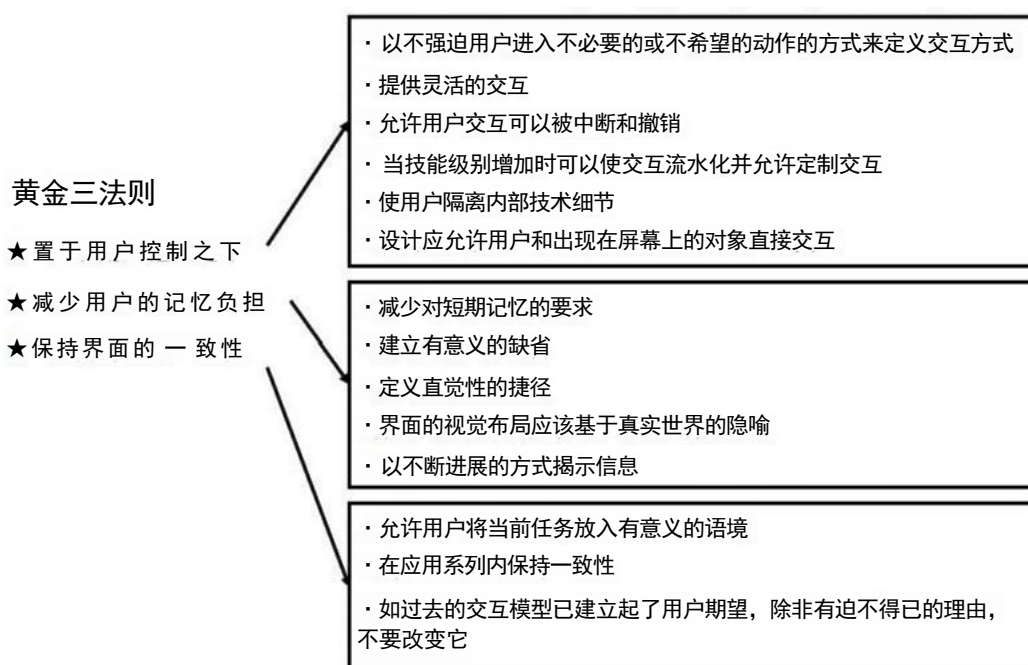 黄金三法则
★置于用户控制之下
★减少用户的记忆负担
★保持界面的一致性
· 以不强迫用户进入不必要的或不希望的动作的方式来定义交互方式
· 提供灵活的交互
· 允许用户交互可以被中断和撤销
· 当技能级别增加时可以使交互流水化并允许定制交互
· 使用户隔离内部技术细节
· 设计应允许用户和出现在屏幕上的对象直接交互
· 减少对短期记忆的要求
· 建立有意义的缺省
· 定义直觉性的捷径
· 界面的视觉布局应该基于真实世界的隐喻
· 以不断进展的方式揭示信息
· 允许用户将当前任务放入有意义的语境
· 在应用系列内保持一致性
· 如过去的交互模型已建立起了用户期望，除非有迫不得已的理由，
不要改变它